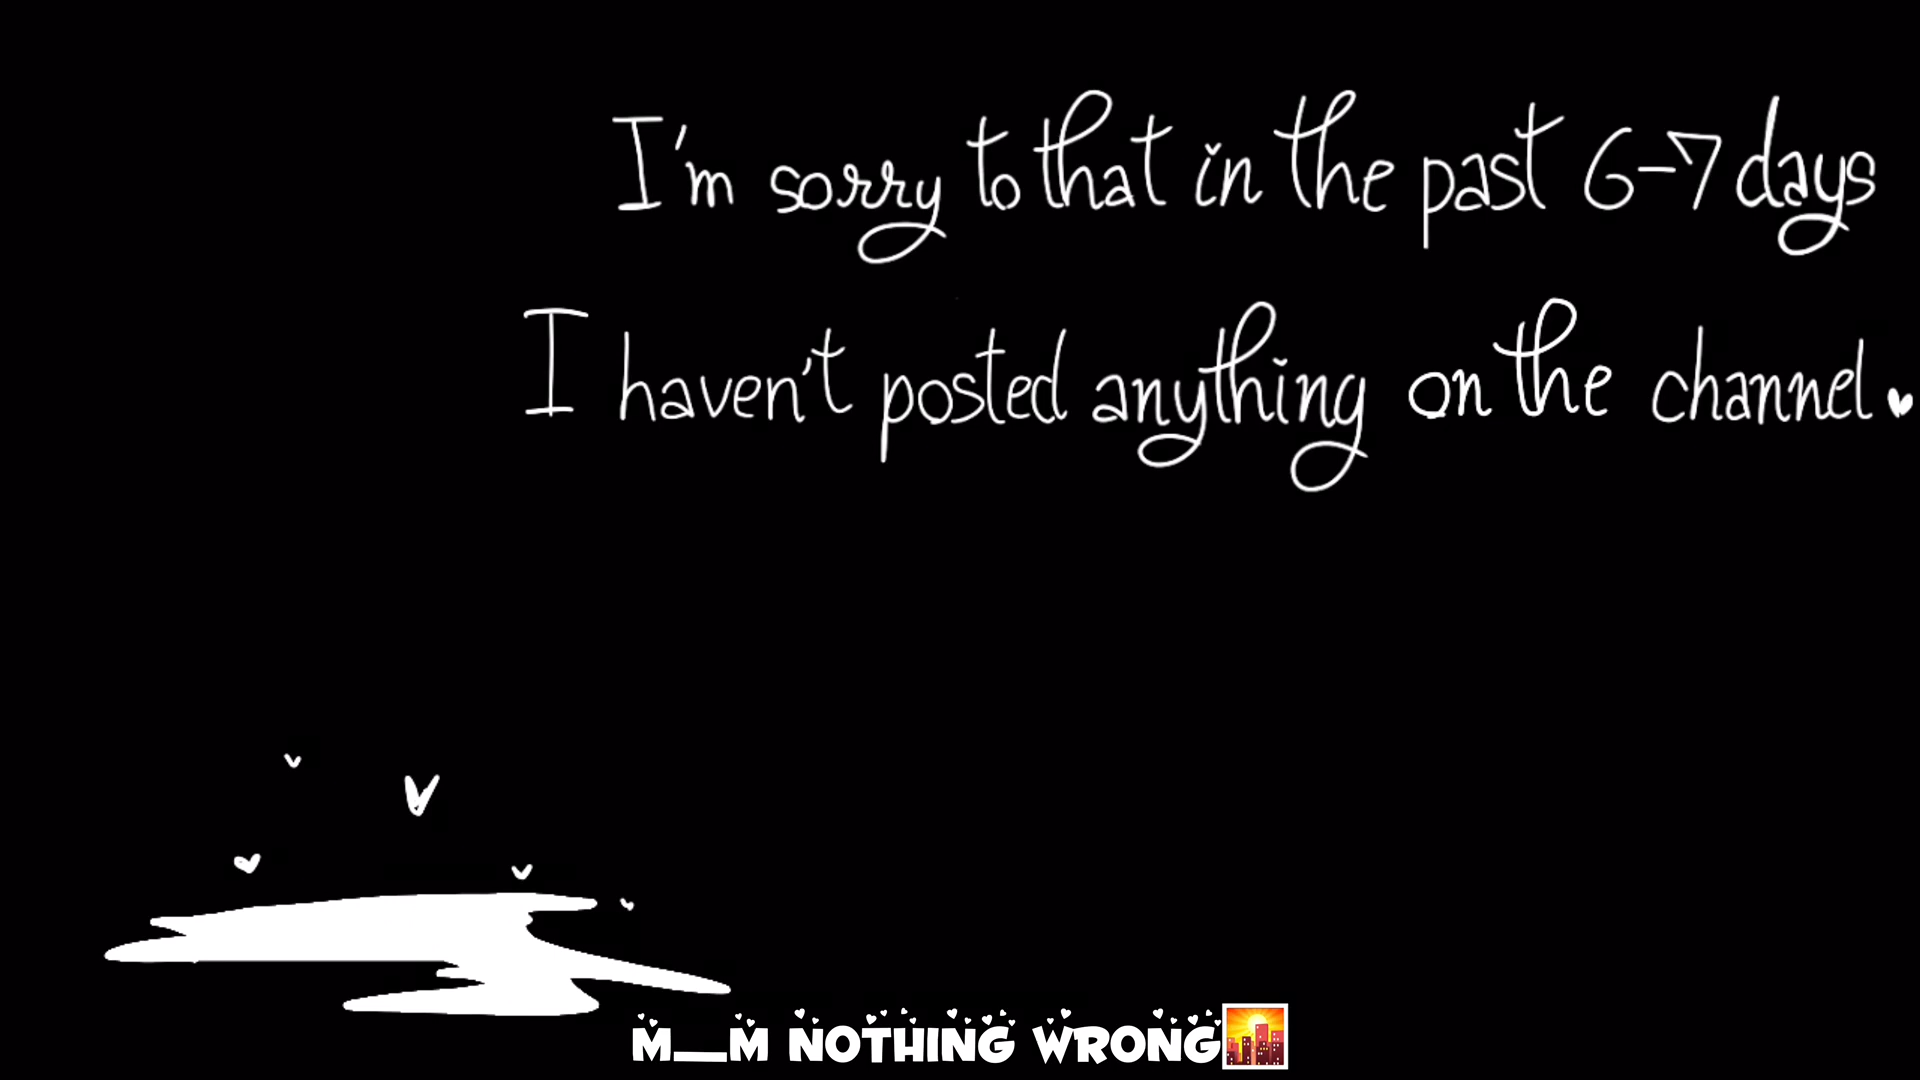 I'm sorry to that in the past 6-7 days
I haven't posted anything on the channel.
M__M NOTHING WRONG🌇